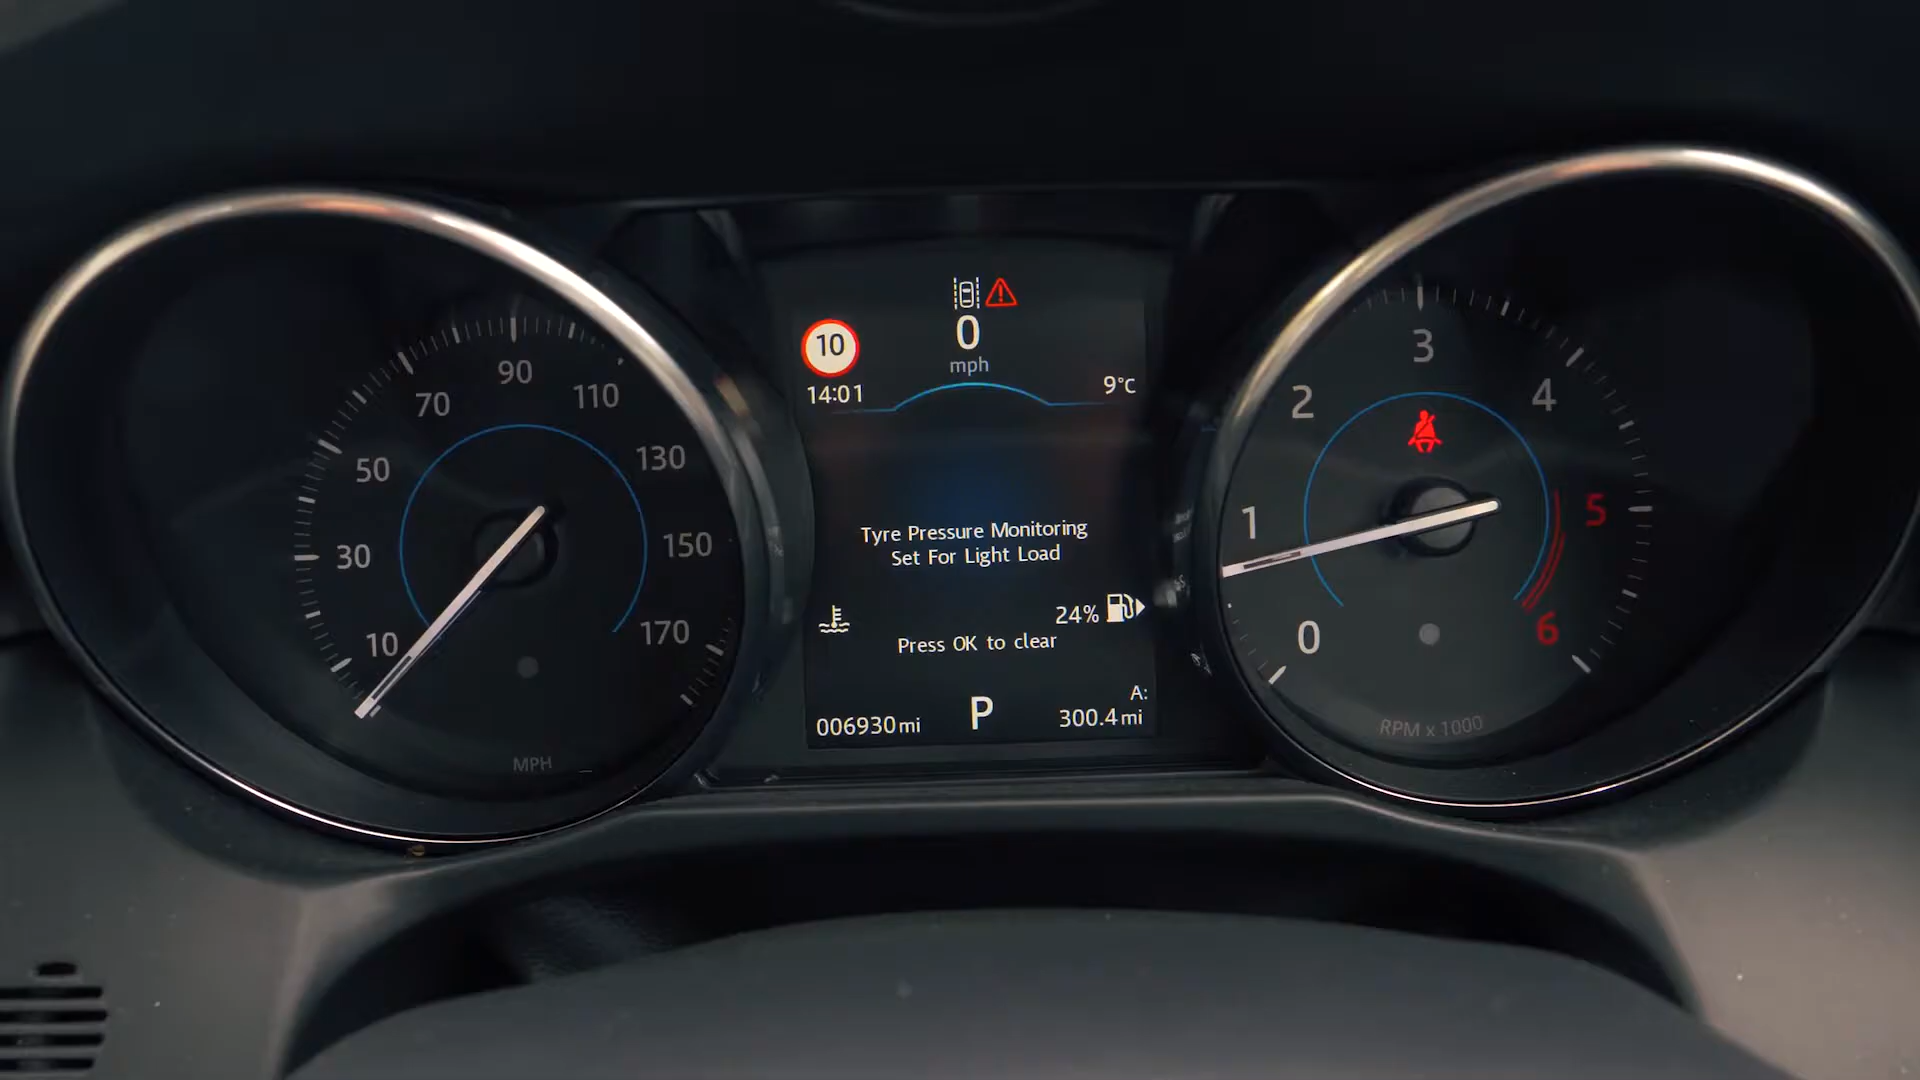 10
30
50
70
90
110
130
150
170
MPH
10
0
mph
14:01
9°C
Tyre Pressure Monitoring
Set For Light Load
24%
Press OK to clear
A:
006930 mi
P
300.4 mi
0
1
2
3
4
5
6
RPM x 1000